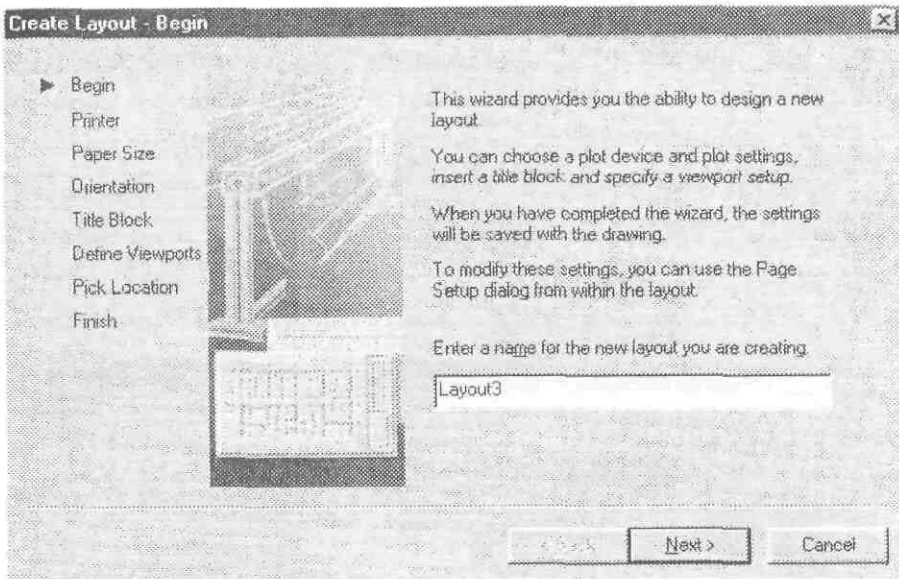 Create Layout - Begin
Begin
Printer
Paper Size
Orientation
Title Block
Define Viewports
Pick Location
Finish
This wizard provides you the ability to design a new
layout.
You can choose a plot device and plot settings,
insert a title block and specify a viewport setup.
When you have completed the wizard, the settings
will be saved with the drawing.
To modify these settings, you can use the Page
Setup dialog from within the layout.
Enter a name for the new layout you are creating.
Layout3
< Back
Next >
Cancel